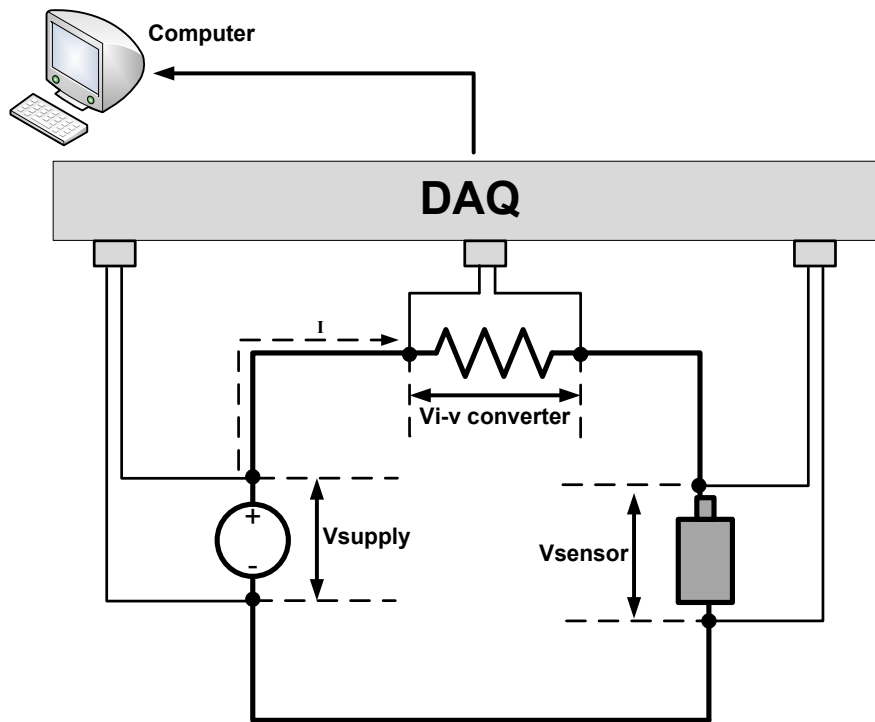 Computer
DAQ
I
Vi-v converter
+
-
Vsupply
Vsensor